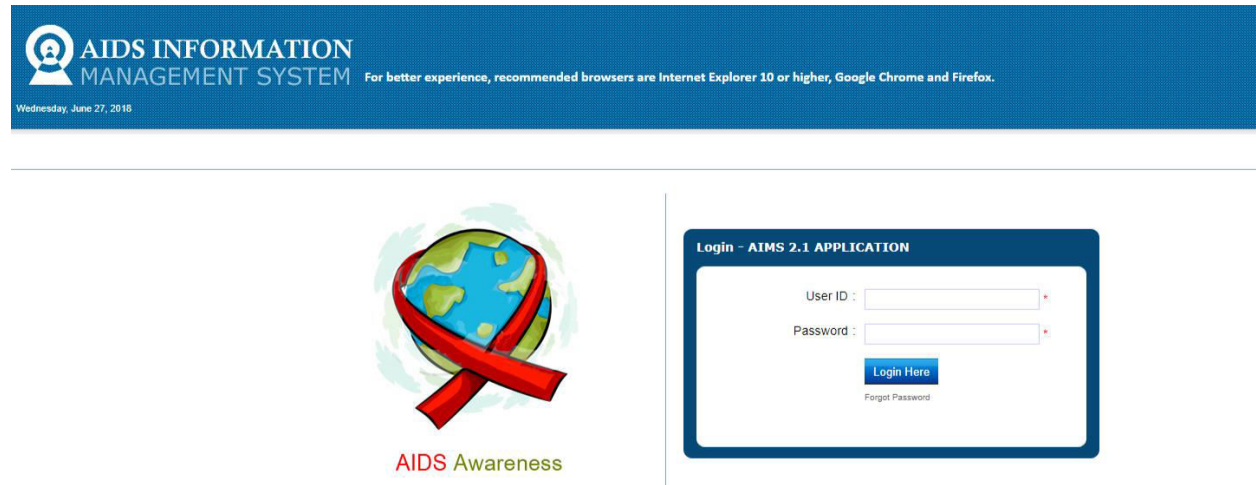 AIDS INFORMATION
MANAGEMENT SYSTEM
For better experience, recommended browsers are Internet Explorer 10 or higher, Google Chrome and Firefox.
Wednesday, June 27, 2018
Login - AIMS 2.1 APPLICATION
User ID :
*
Password :
*
Login Here
Forgot Password
AIDS Awareness